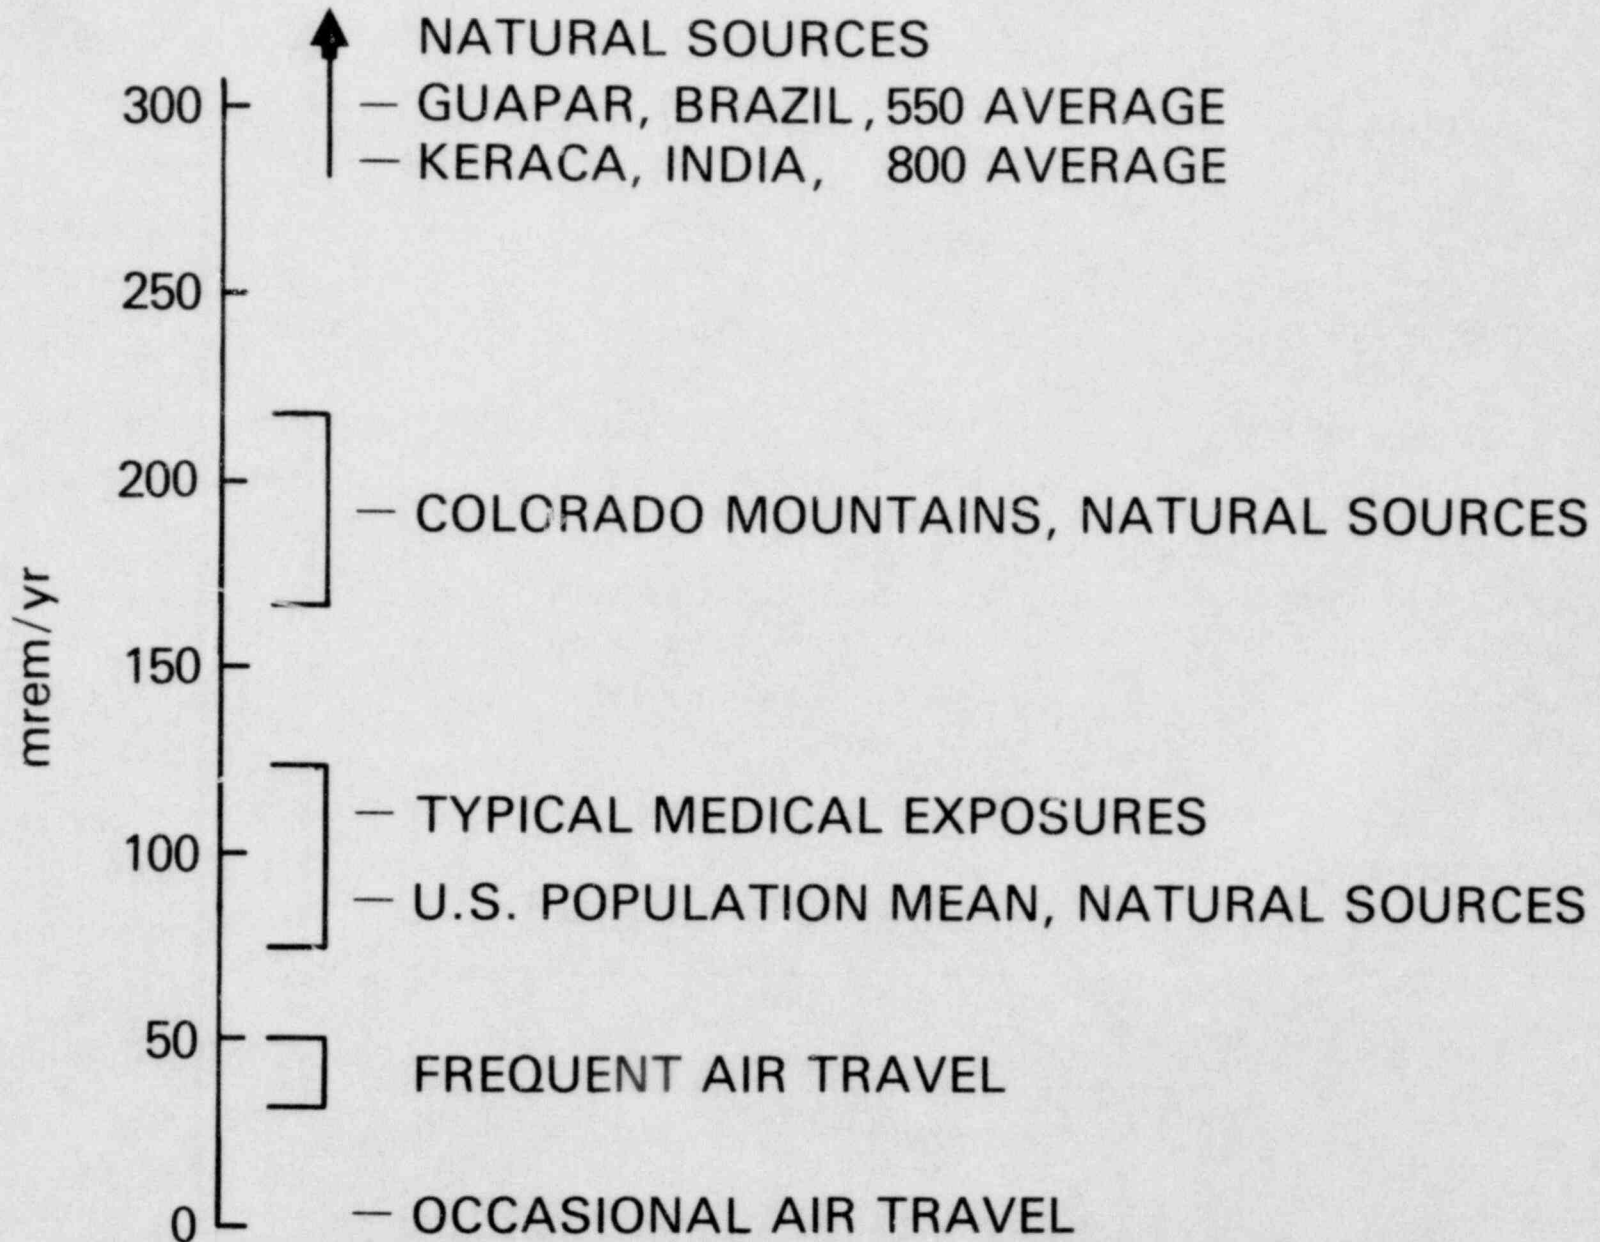 NATURAL SOURCES
300 — GUAPAR, BRAZIL, 550 AVERAGE
— KERACA, INDIA, 800 AVERAGE
250
200
— COLORADO MOUNTAINS, NATURAL SOURCES
mrem/yr
150
— TYPICAL MEDICAL EXPOSURES
100
— U.S. POPULATION MEAN, NATURAL SOURCES
50
FREQUENT AIR TRAVEL
0 — OCCASIONAL AIR TRAVEL